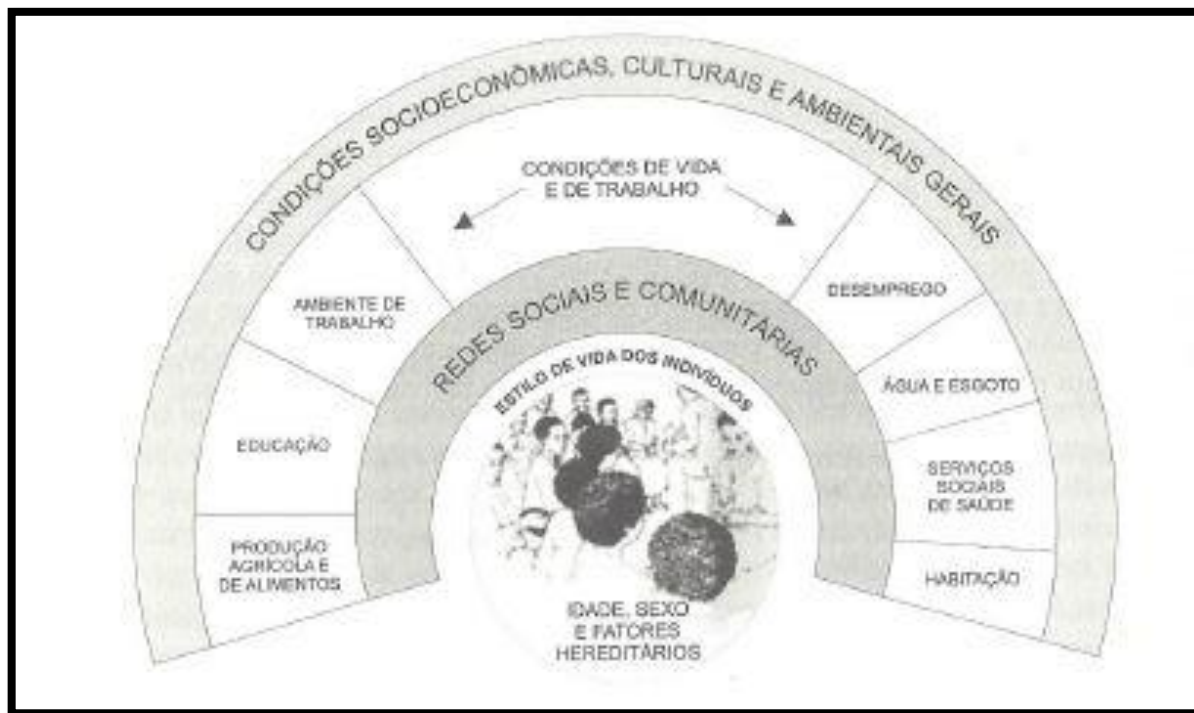 CONDIÇÕES SOCIOECONÔMICAS, CULTURAIS E AMBIENTAIS GERAIS
CONDIÇÕES DE VIDA
E DE TRABALHO
AMBIENTE DE
TRABALHO
DESEMPREGO
REDES SOCIAIS E COMUNITÁRIAS
ESTILO DE VIDA DOS INDIVÍDUOS
ÁGUA E ESGOTO
EDUCAÇÃO
SERVIÇOS
SOCIAIS
DE SAÚDE
PRODUÇÃO
AGRÍCOLA E
DE ALIMENTOS
HABITAÇÃO
IDADE, SEXO
E FATORES
HEREDITÁRIOS